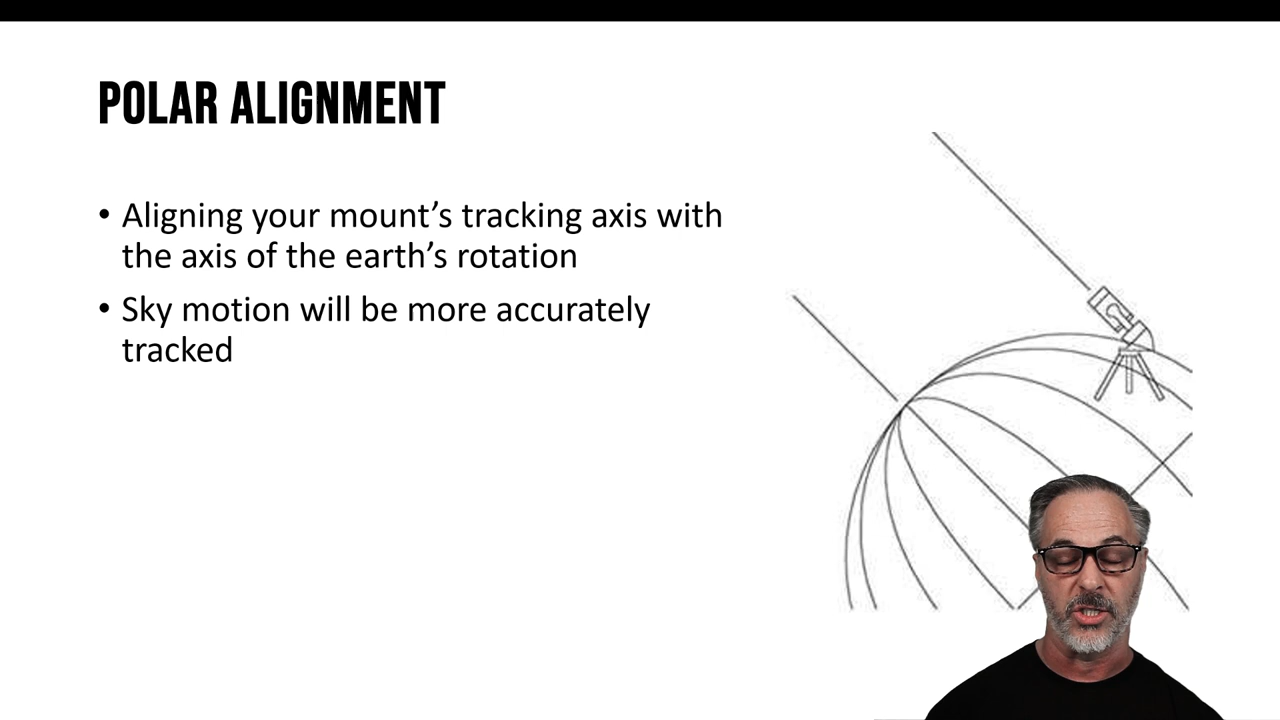 POLAR ALIGNMENT
• Aligning your mount’s tracking axis with
the axis of the earth’s rotation
• Sky motion will be more accurately
tracked